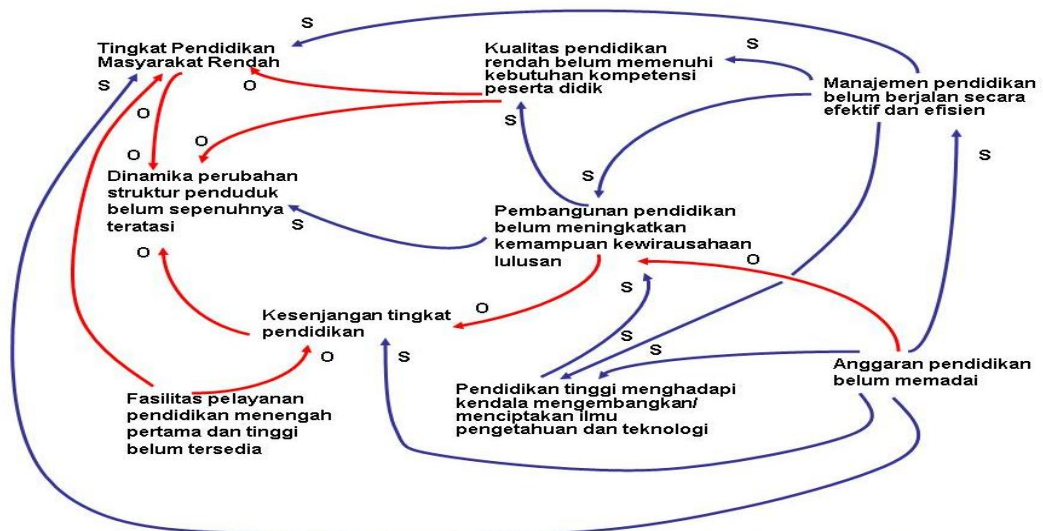 S
Tingkat Pendidikan
Masyarakat Rendah
S
O
O
O
Kualitas pendidikan
rendah belum memenuhi
kebutuhan kompetensi
peserta didik
S
S
Manajemen pendidikan
belum berjalan secara
efektif dan efisien
S
Dinamika perubahan
struktur penduduk
belum sepenuhnya
teratasi
O
S
S
Pembangunan pendidikan
belum meningkatkan
kemampuan kewirausahaan
lulusan
O
O
S
Kesenjangan tingkat
pendidikan
O
O
S
S
S
Fasilitas pelayanan
pendidikan menengah
pertama dan tinggi
belum tersedia
Pendidikan tinggi menghadapi
kendala mengembangkan/
menciptakan ilmu
pengetahuan dan teknologi
Anggaran pendidikan
belum memadai